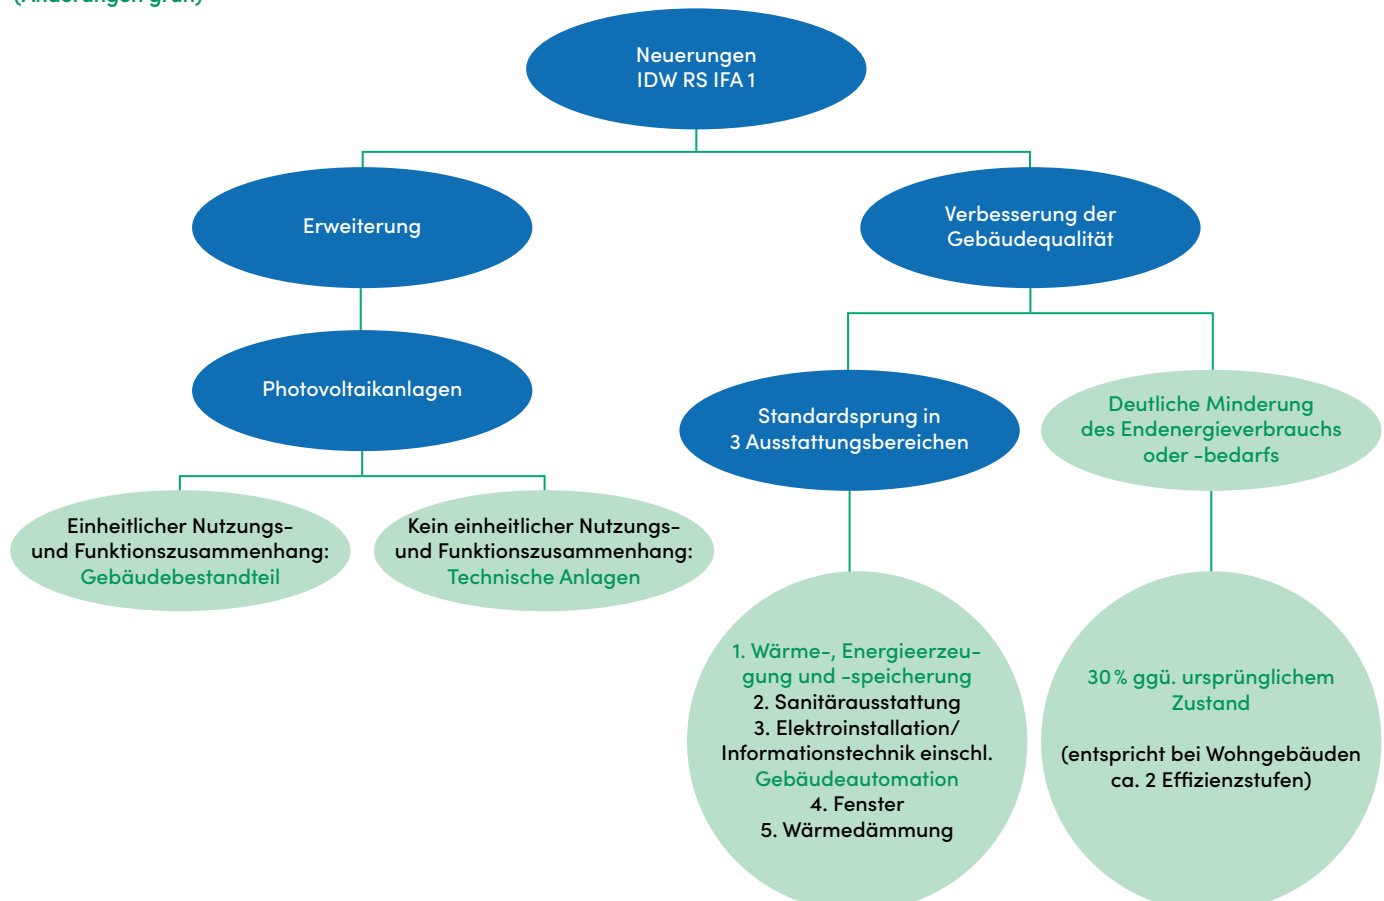 (Änderungen grün)
Neuerungen
IDW RS IFA 1
Erweiterung
Verbesserung der
Gebäudequalität
Photovoltaikanlagen
Standardsprung in
3 Ausstattungsbereichen
Deutliche Minderung
des Endenergieverbrauchs
oder -bedarfs
Einheitlicher Nutzungs-
und Funktionszusammenhang:
Gebäudebestandteil
Kein einheitlicher Nutzungs-
und Funktionszusammenhang:
Technische Anlagen
1. Wärme-, Energieerzeu-
gung und -speicherung
2. Sanitärausstattung
3. Elektroinstallation/
Informationstechnik einschl.
Gebäudeautomation
4. Fenster
5. Wärmedämmung
30 % ggü. ursprünglichem
Zustand
(entspricht bei Wohngebäuden
ca. 2 Effizienzstufen)